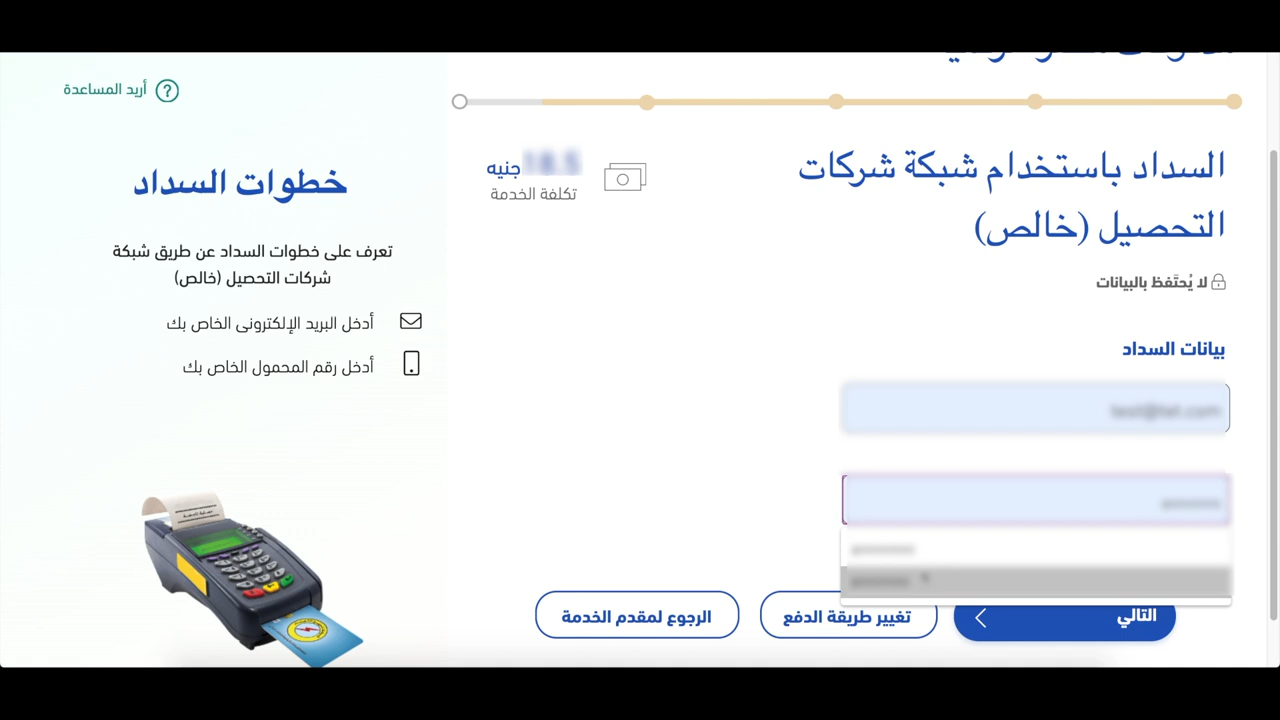 أريد المساعدة
السداد باستخدام شبكة شركات
التحصيل (خالص)
جنيه
تكلفة الخدمة
لا يُحتَفظ بالبيانات
بيانات السداد
التالي
تغيير طريقة الدفع
الرجوع لمقدم الخدمة
خطوات السداد
تعرف على خطوات السداد عن طريق شبكة
شركات التحصيل (خالص)
أدخل البريد الإلكترونى الخاص بك
أدخل رقم المحمول الخاص بك